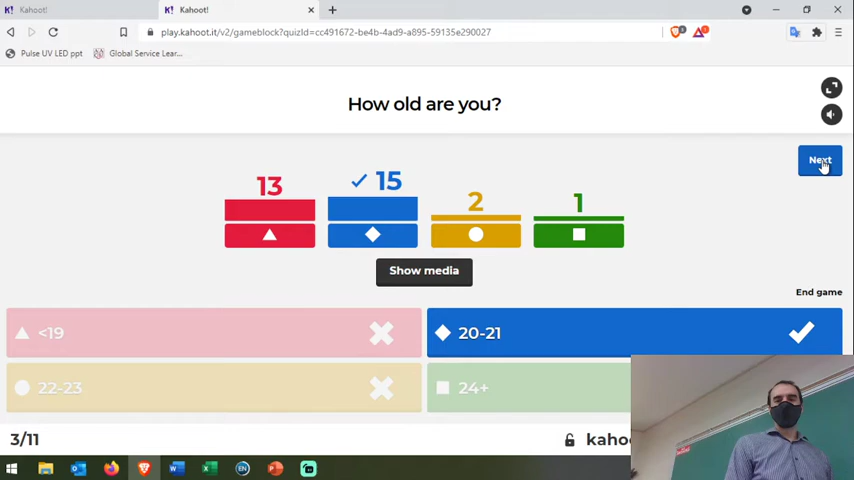 K! Kahoot!
K! Kahoot!
play.kahoot.it/v2/gameblock?quizId=cc491672-be4b-4ad9-a895-59135e290027
Pulse UV LED ppt
Global Service Lear...
How old are you?
Next
13
15
2
1
Show media
End game
<19
20-21
22-23
24+
3/11
kahoo